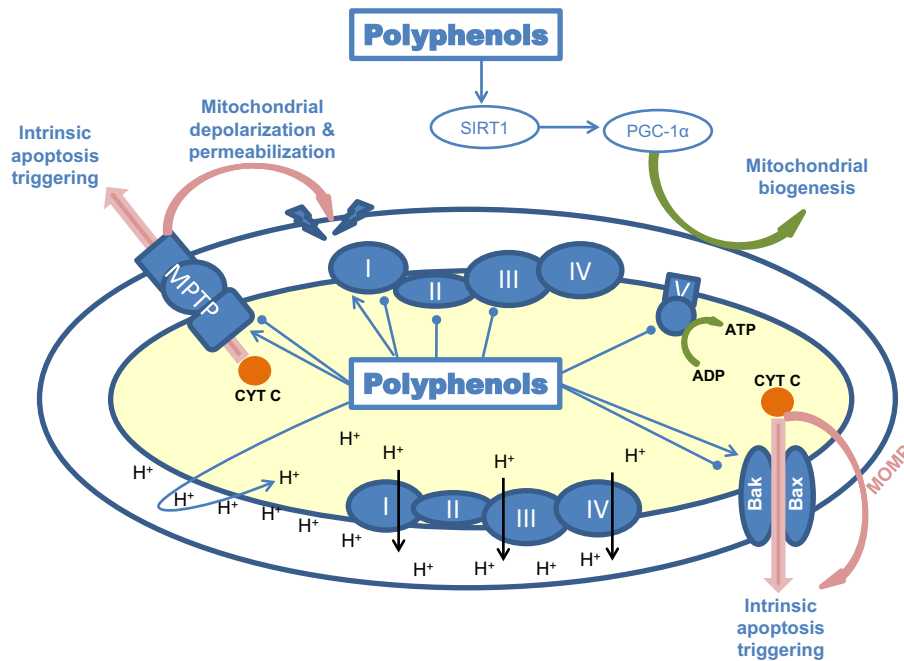 Polyphenols
SIRT1
PGC-1α
Mitochondrial
depolarization &
permeabilization
Intrinsic
apoptosis
triggering
Mitochondrial
biogenesis
MPTP
I
II
III
IV
V
ATP
ADP
CYT C
Polyphenols
CYT C
H⁺
H⁺
H⁺
H⁺
H⁺
H⁺
H⁺
H⁺
H⁺
H⁺
H⁺
I
II
III
IV
H⁺
H⁺
H⁺
H⁺
Bak
Bax
MOMP
Intrinsic
apoptosis
triggering